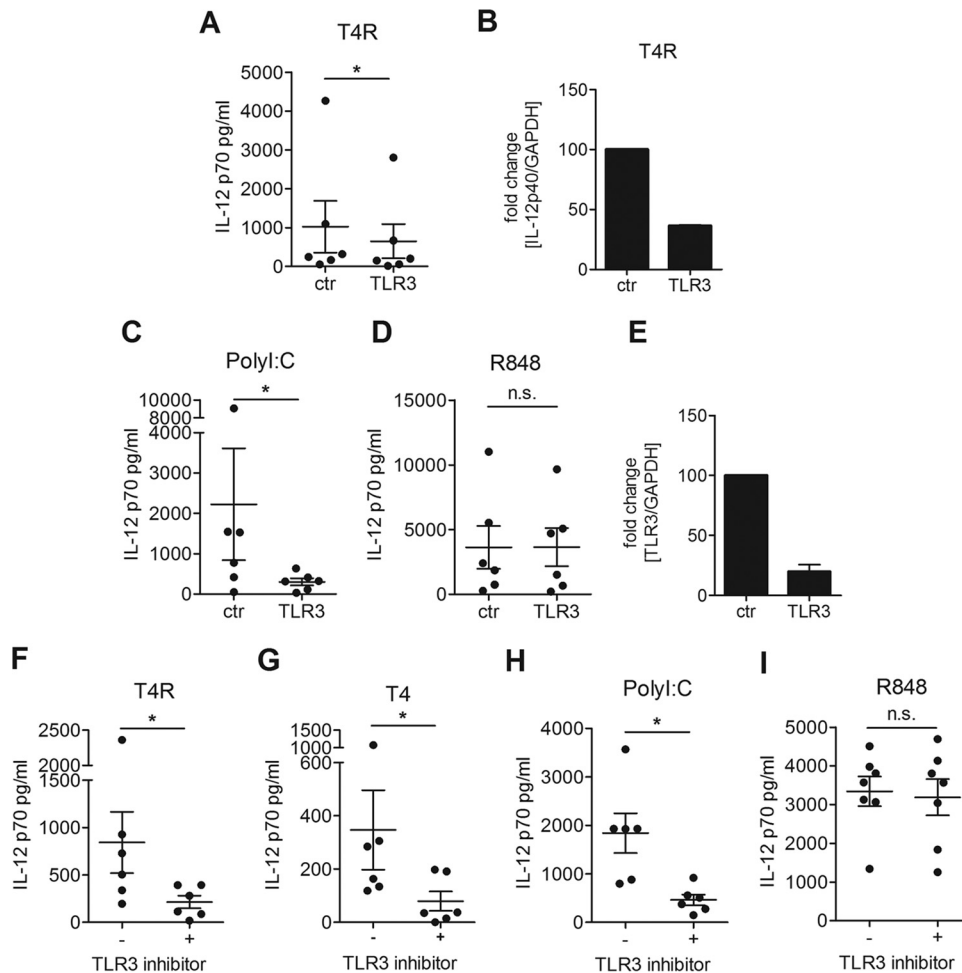 A
T4R
IL-12 p70 pg/ml
5000
4000
3000
2000
1000
0
*
ctr
TLR3
B
T4R
fold change
[IL-12p40/GAPDH]
150
100
50
0
ctr
TLR3
C
PolyI:C
IL-12 p70 pg/ml
10000
8000
4000
3000
2000
1000
0
*
ctr
TLR3
D
R848
IL-12 p70 pg/ml
15000
10000
5000
0
n.s.
ctr
TLR3
E
fold change
[TLR3/GAPDH]
150
100
50
0
ctr
TLR3
F
T4R
IL-12 p70 pg/ml
2500
2000
1500
1000
500
0
*
- +
TLR3 inhibitor
G
T4
IL-12 p70 pg/ml
1500
1000
600
400
200
0
*
- +
TLR3 inhibitor
H
PolyI:C
IL-12 p70 pg/ml
4000
3000
2000
1000
0
*
- +
TLR3 inhibitor
I
R848
IL-12 p70 pg/ml
5000
4000
3000
2000
1000
0
n.s.
- +
TLR3 inhibitor